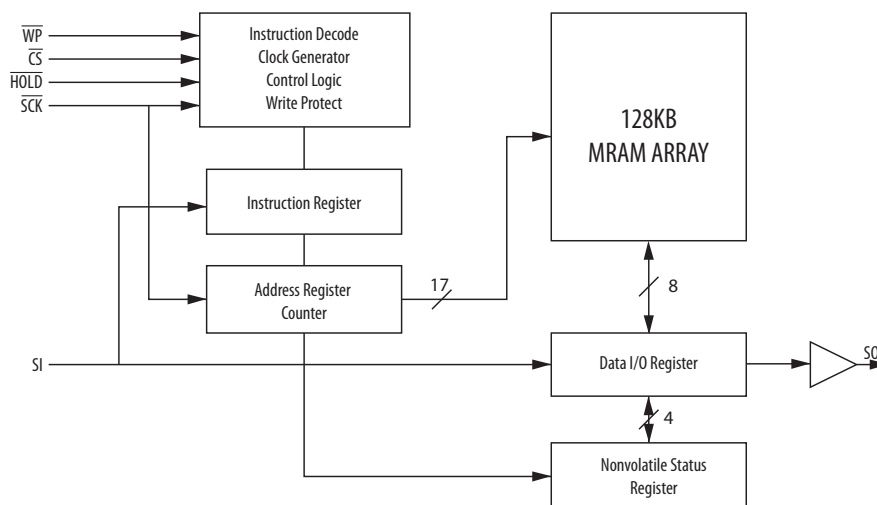 WP
CS
HOLD
SCK
Instruction Decode
Clock Generator
Control Logic
Write Protect
128KB
MRAM ARRAY
Instruction Register
Address Register
Counter
17
8
SI
Data I/O Register
SO
4
Nonvolatile Status
Register